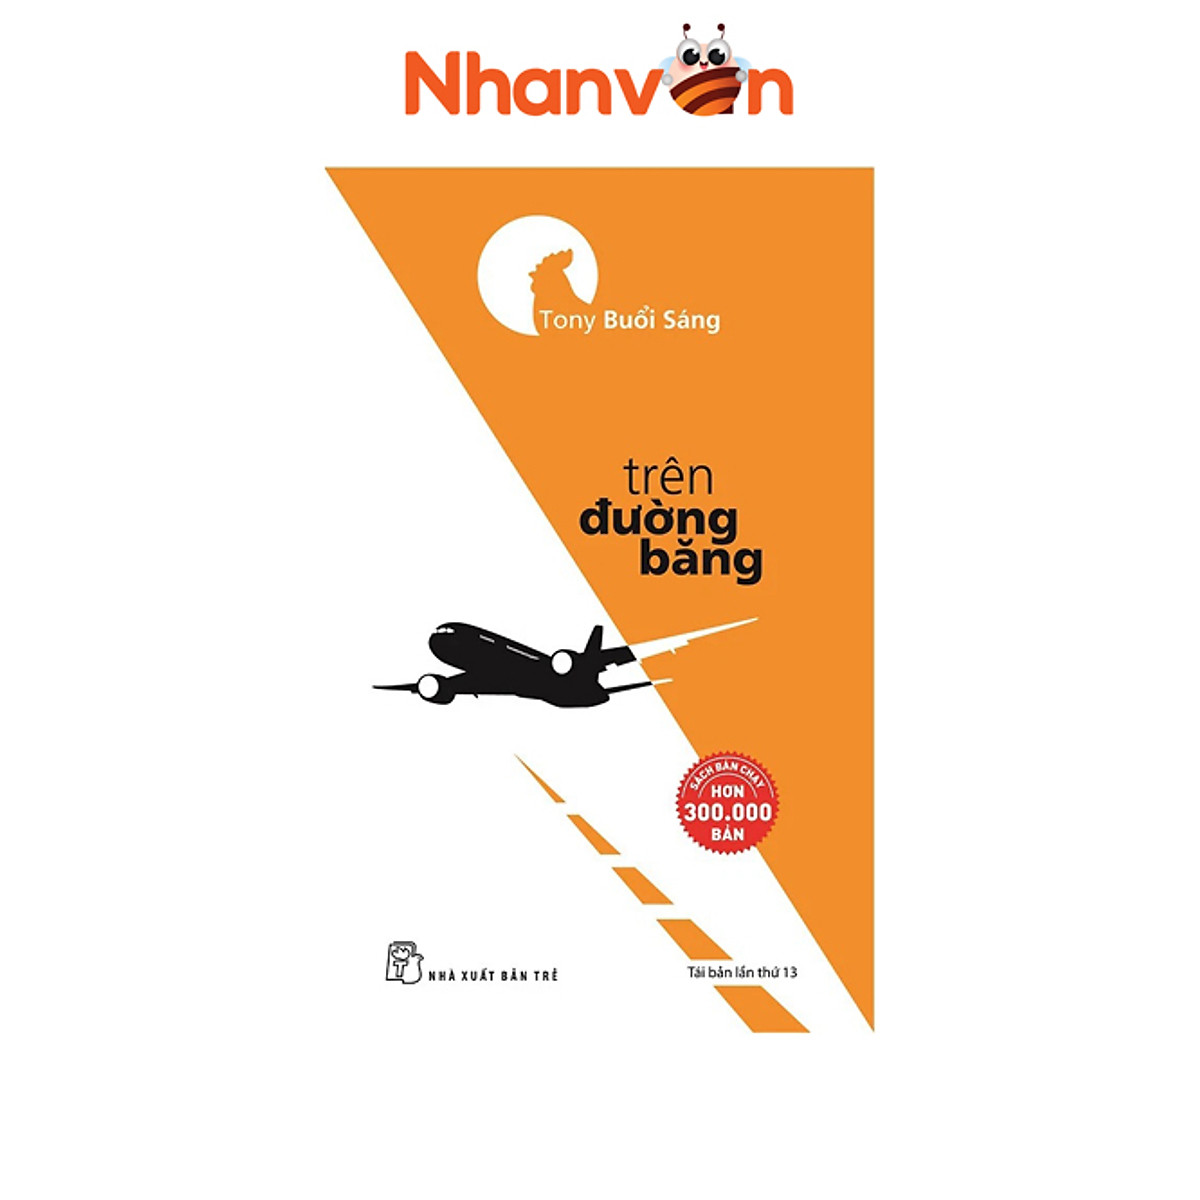 Nhanvăn
Tony Buổi Sáng
trên
đường
băng
SÁCH BÁN CHẠY
HƠN
300.000
BẢN
NHÀ XUẤT BẢN TRẺ
Tái bản lần thứ 13